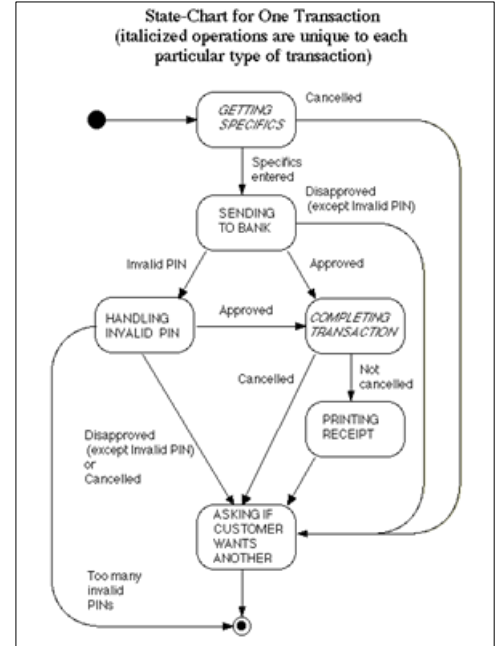 State-Chart for One Transaction
(italicized operations are unique to each
particular type of transaction)
Cancelled
GETTING
SPECIFICS
Specifics
entered
Disapproved
(except Invalid PIN)
SENDING
TO BANK
Invalid PIN
Approved
HANDLING
INVALID PIN
Approved
COMPLETING
TRANSACTION
Cancelled
Not
cancelled
PRINTING
RECEIPT
Disapproved
(except Invalid PIN)
or
Cancelled
ASKING IF
CUSTOMER
WANTS
ANOTHER
Too many
invalid
PINs